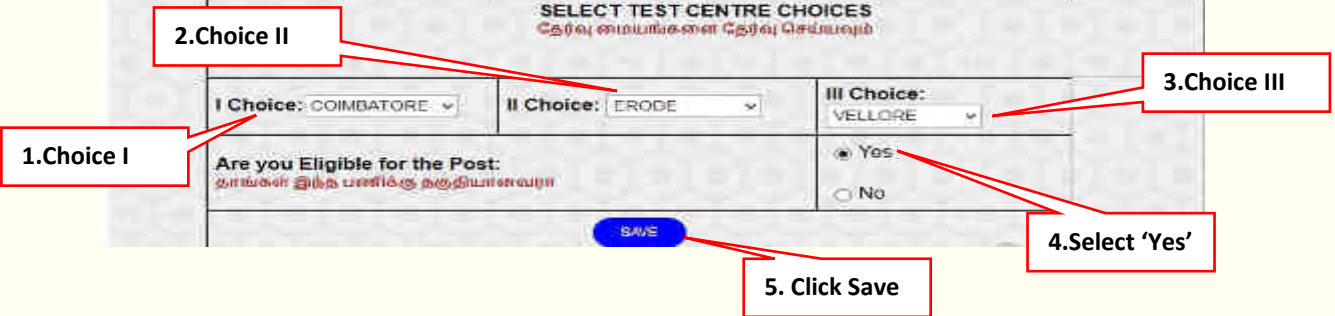 SELECT TEST CENTRE CHOICES
தேர்வு மையங்களை தேர்வு செய்யவும்
2.Choice II
3.Choice III
I Choice: COIMBATORE
II Choice: ERODE
III Choice:
VELLORE
1.Choice I
Are you Eligible for the Post:
தாங்கள் இந்த பணிக்கு தகுதியானவரா
Yes
No
SAVE
4.Select ‘Yes’
5. Click Save